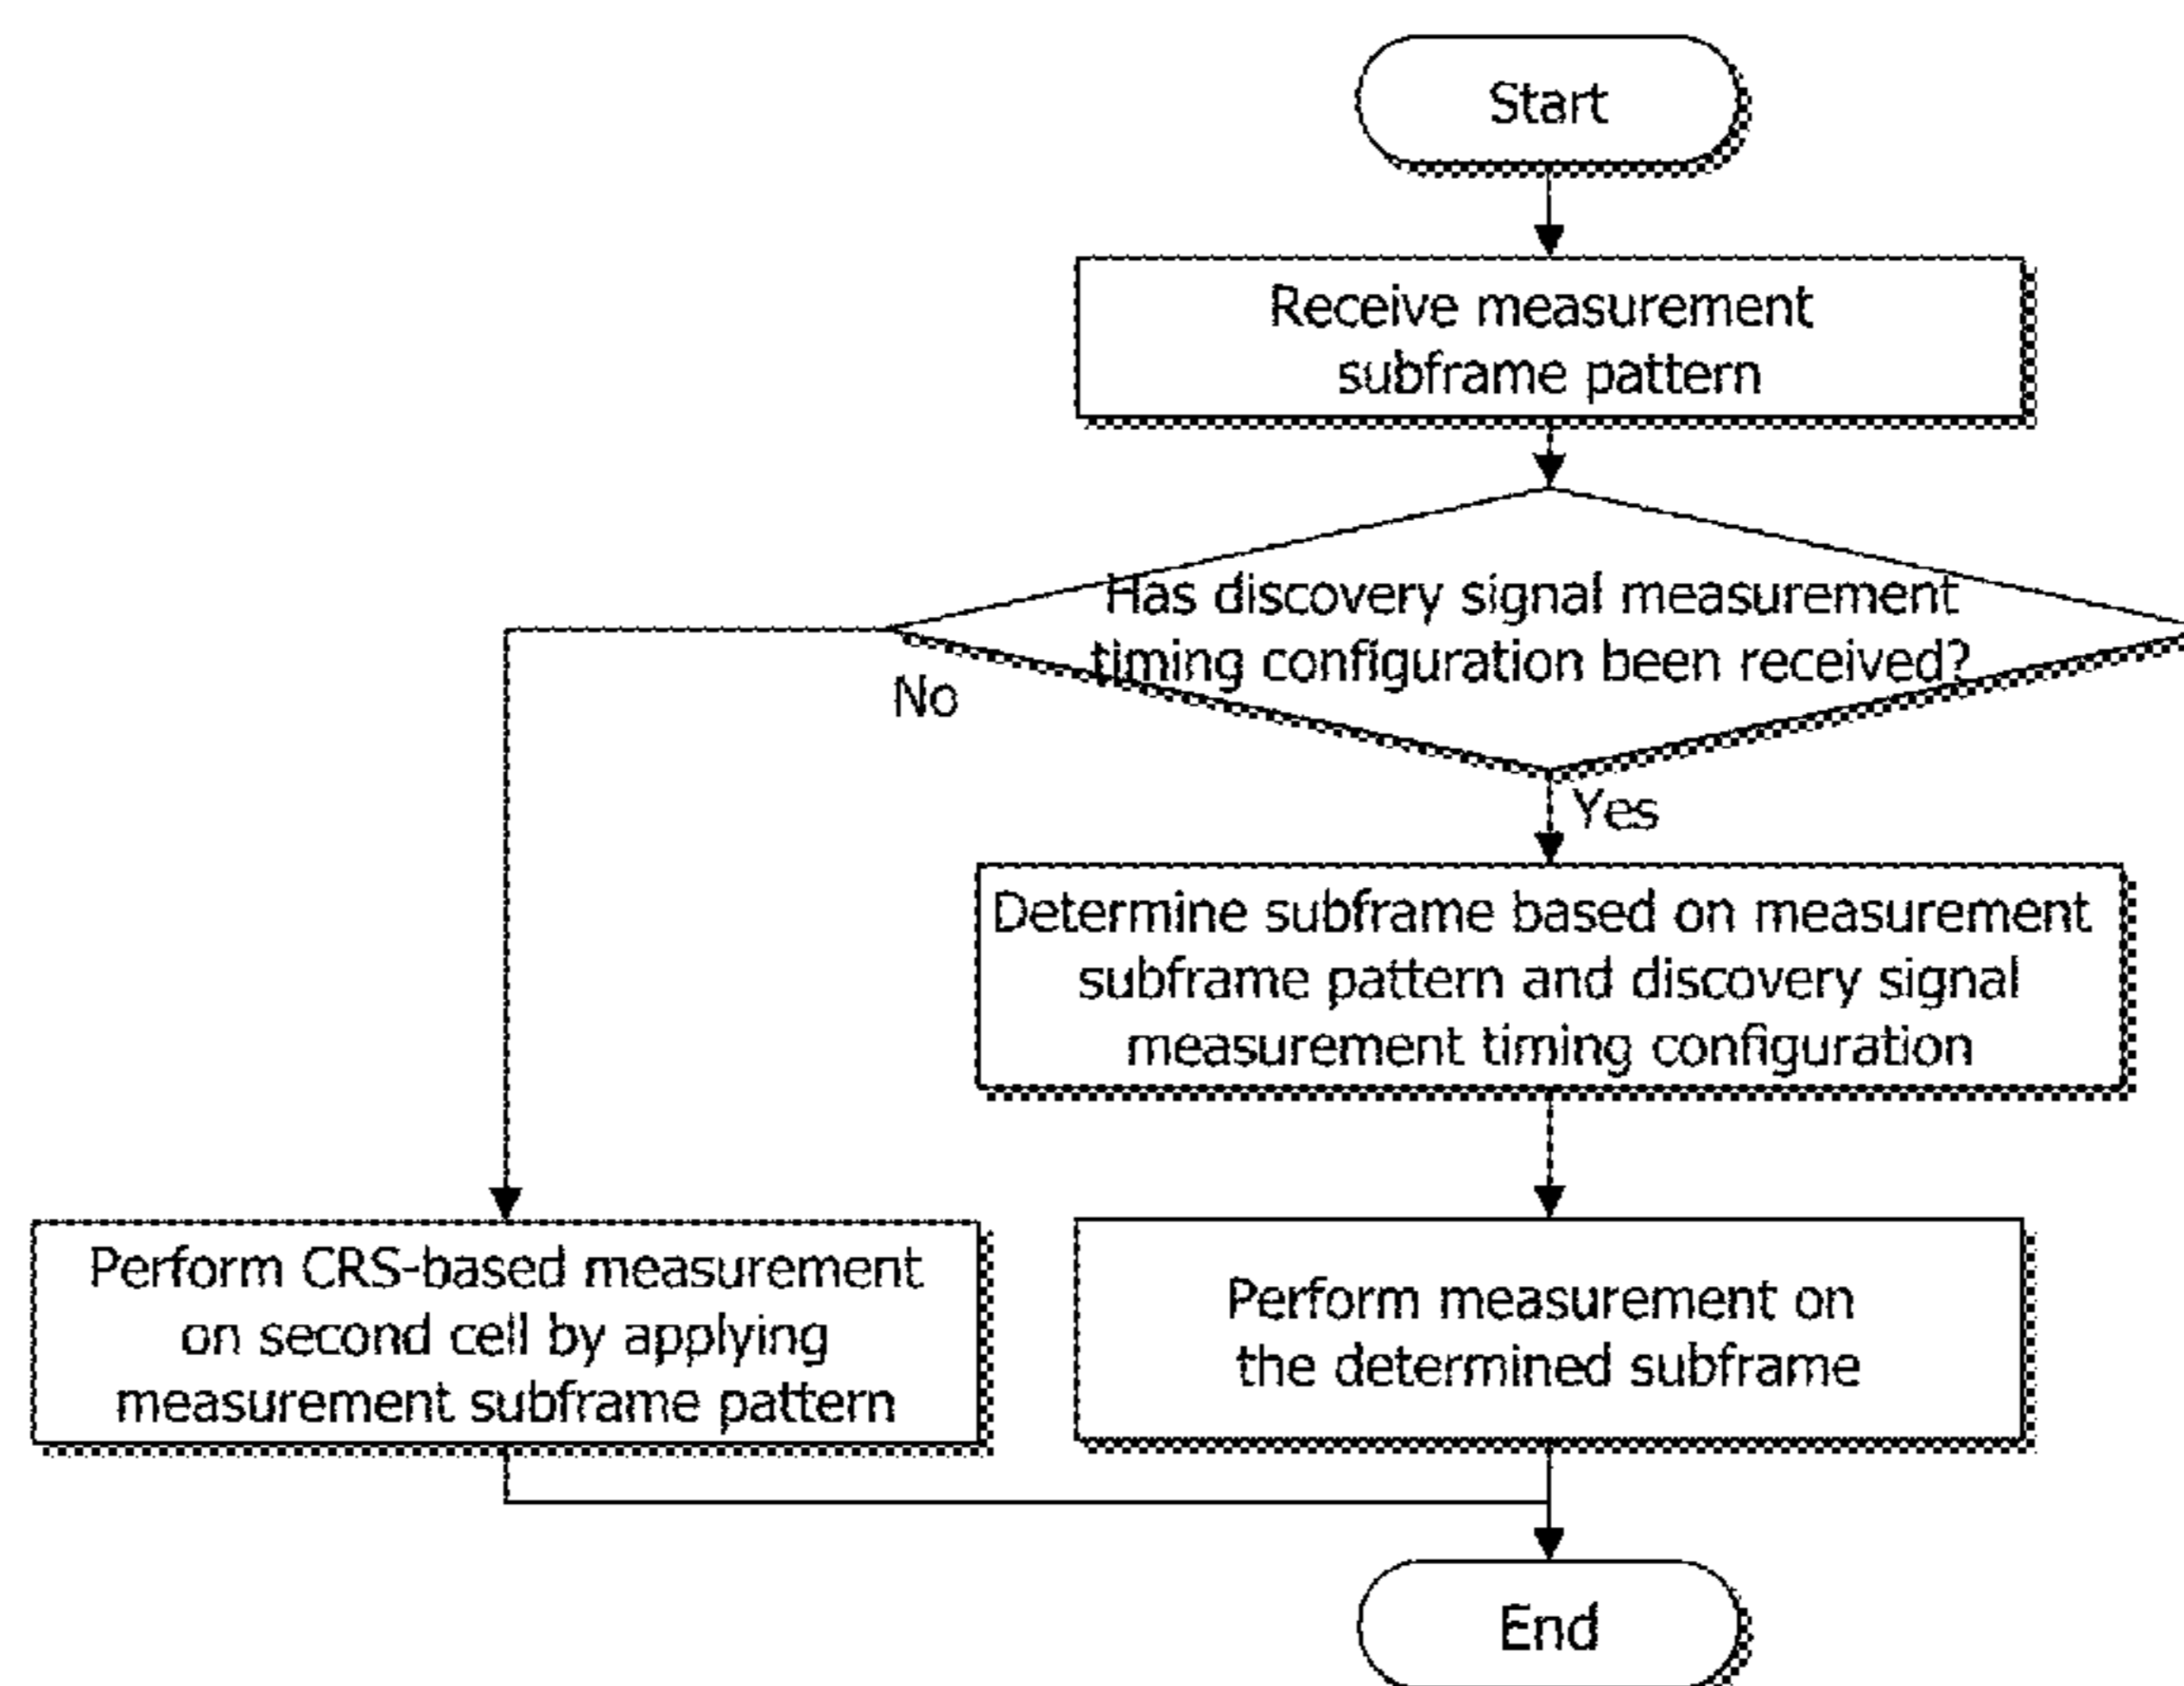 Start
Receive measurement
subframe pattern
Has discovery signal measurement
timing configuration been received?
No
Yes
Determine subframe based on measurement
subframe pattern and discovery signal
measurement timing configuration
Perform CRS-based measurement
on second cell by applying
measurement subframe pattern
Perform measurement on
the determined subframe
End